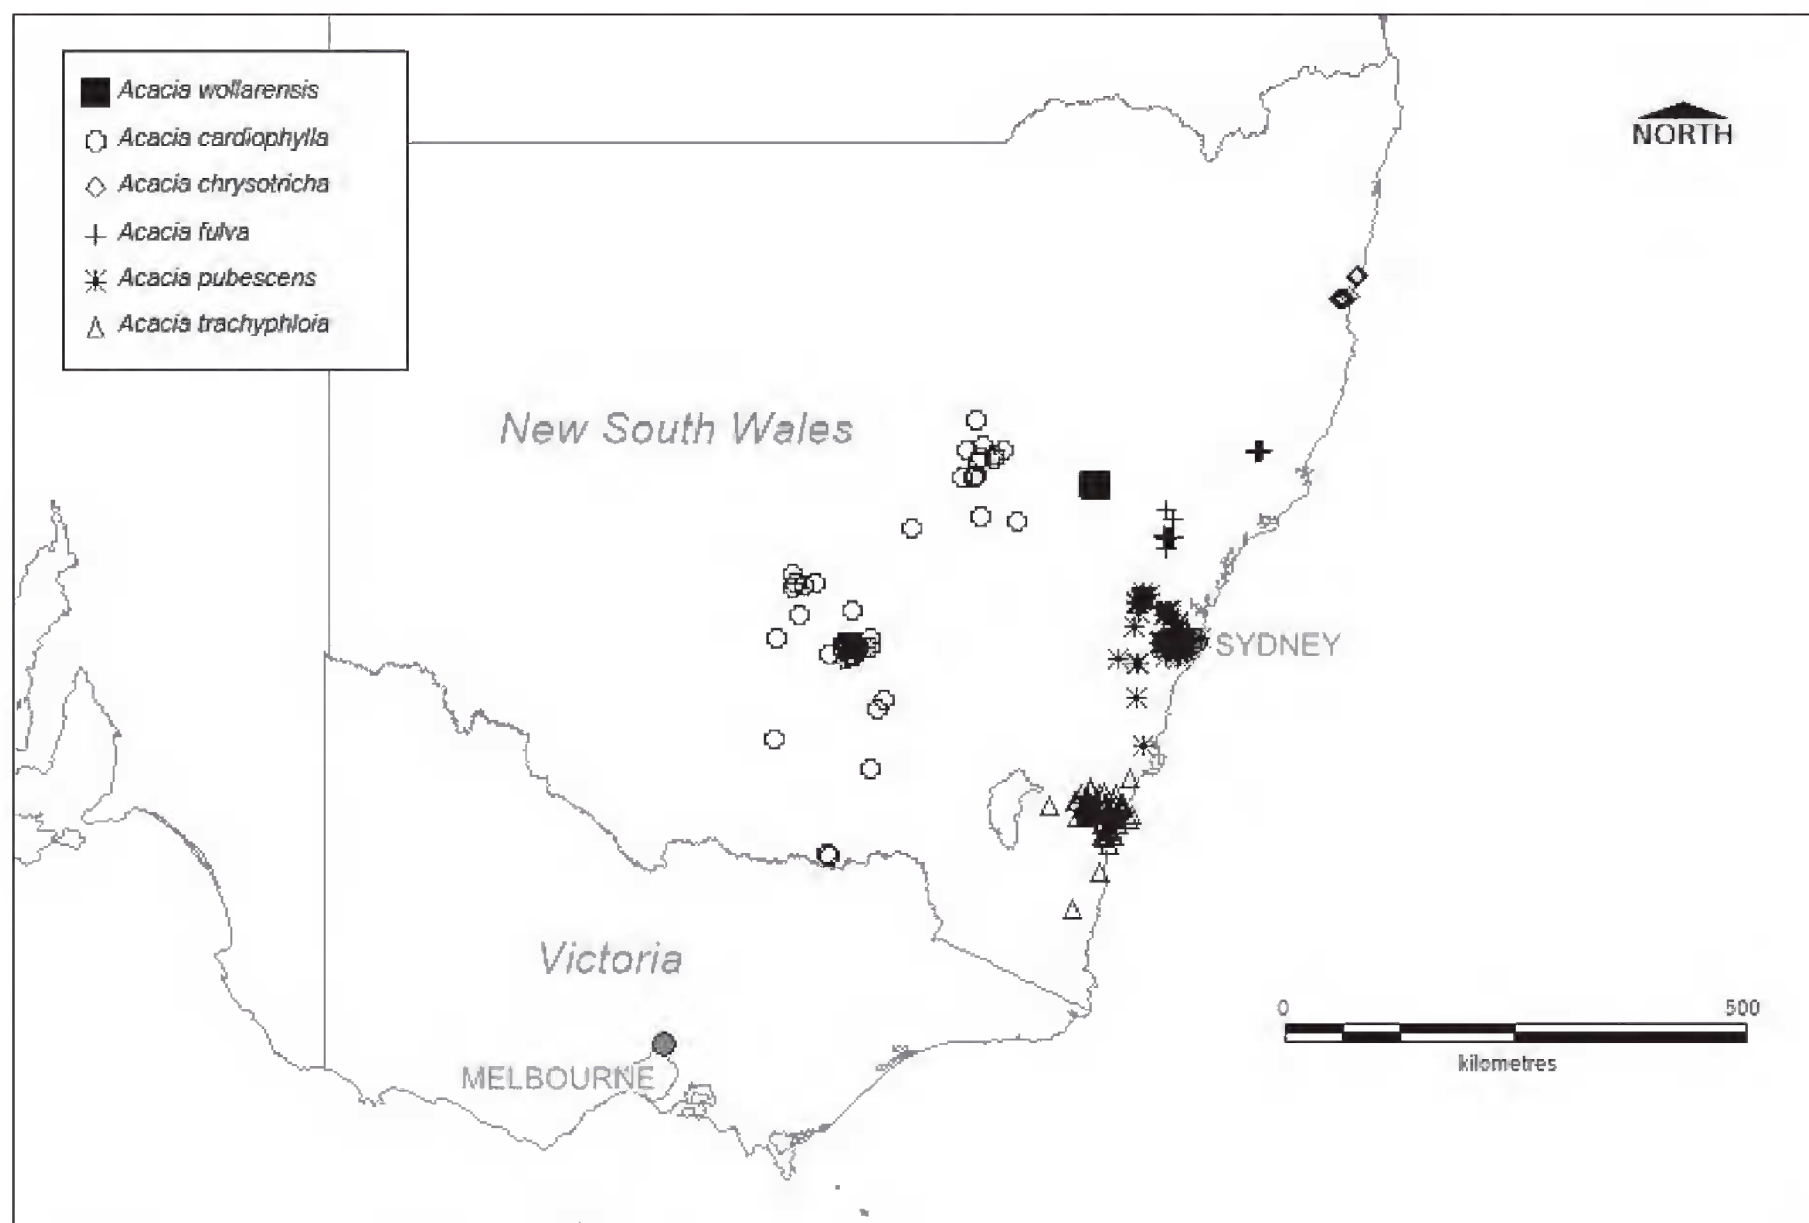 Acacia wollarensis
Acacia cardiophylla
Acacia chrysotricha
Acacia fulva
Acacia pubescens
Acacia trachyphloia
NORTH
New South Wales
SYDNEY
Victoria
MELBOURNE
0 500
kilometres